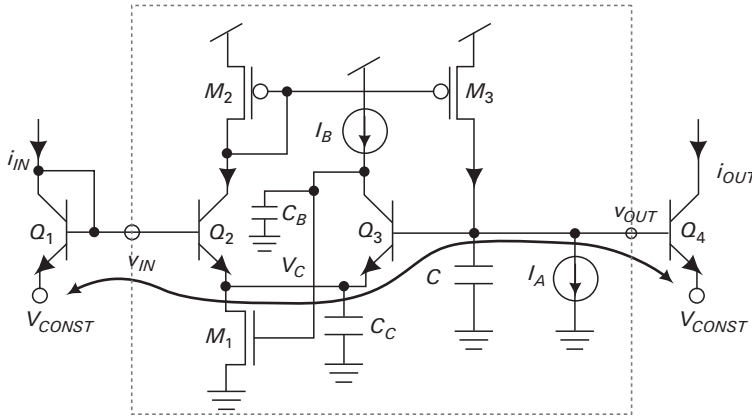 M2
M3
IB
iIN
iOUT
CB
Q1
Q2
Q3
vOUT
Q4
vIN
VC
C
IA
VCONST
M1
CC
VCONST